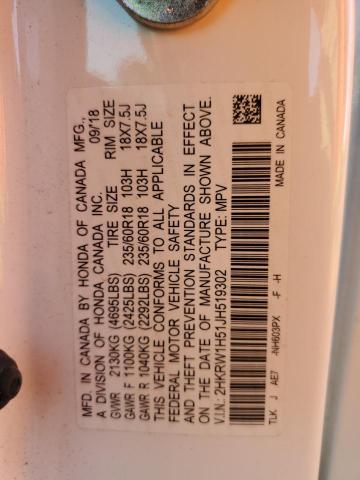 MFD. IN CANADA BY HONDA OF CANADA MFG.,
A DIVISION OF HONDA CANADA INC. 09/18
TIRE SIZE RIM SIZE
GVWR 2130KG (4695LBS)
GAWR F 1100KG (2425LBS) 235/60R18 103H 18X7.5J
GAWR R 1040KG (2292LBS) 235/60R18 103H 18X7.5J
THIS VEHICLE CONFORMS TO ALL APPLICABLE
FEDERAL MOTOR VEHICLE SAFETY
AND THEFT PREVENTION STANDARDS IN EFFECT
ON THE DATE OF MANUFACTURE SHOWN ABOVE.
V.I.N.: 2HKRW1H51JH519302 TYPE: MPV
TLK J AE7 -NH603PX -F -H
MADE IN CANADA